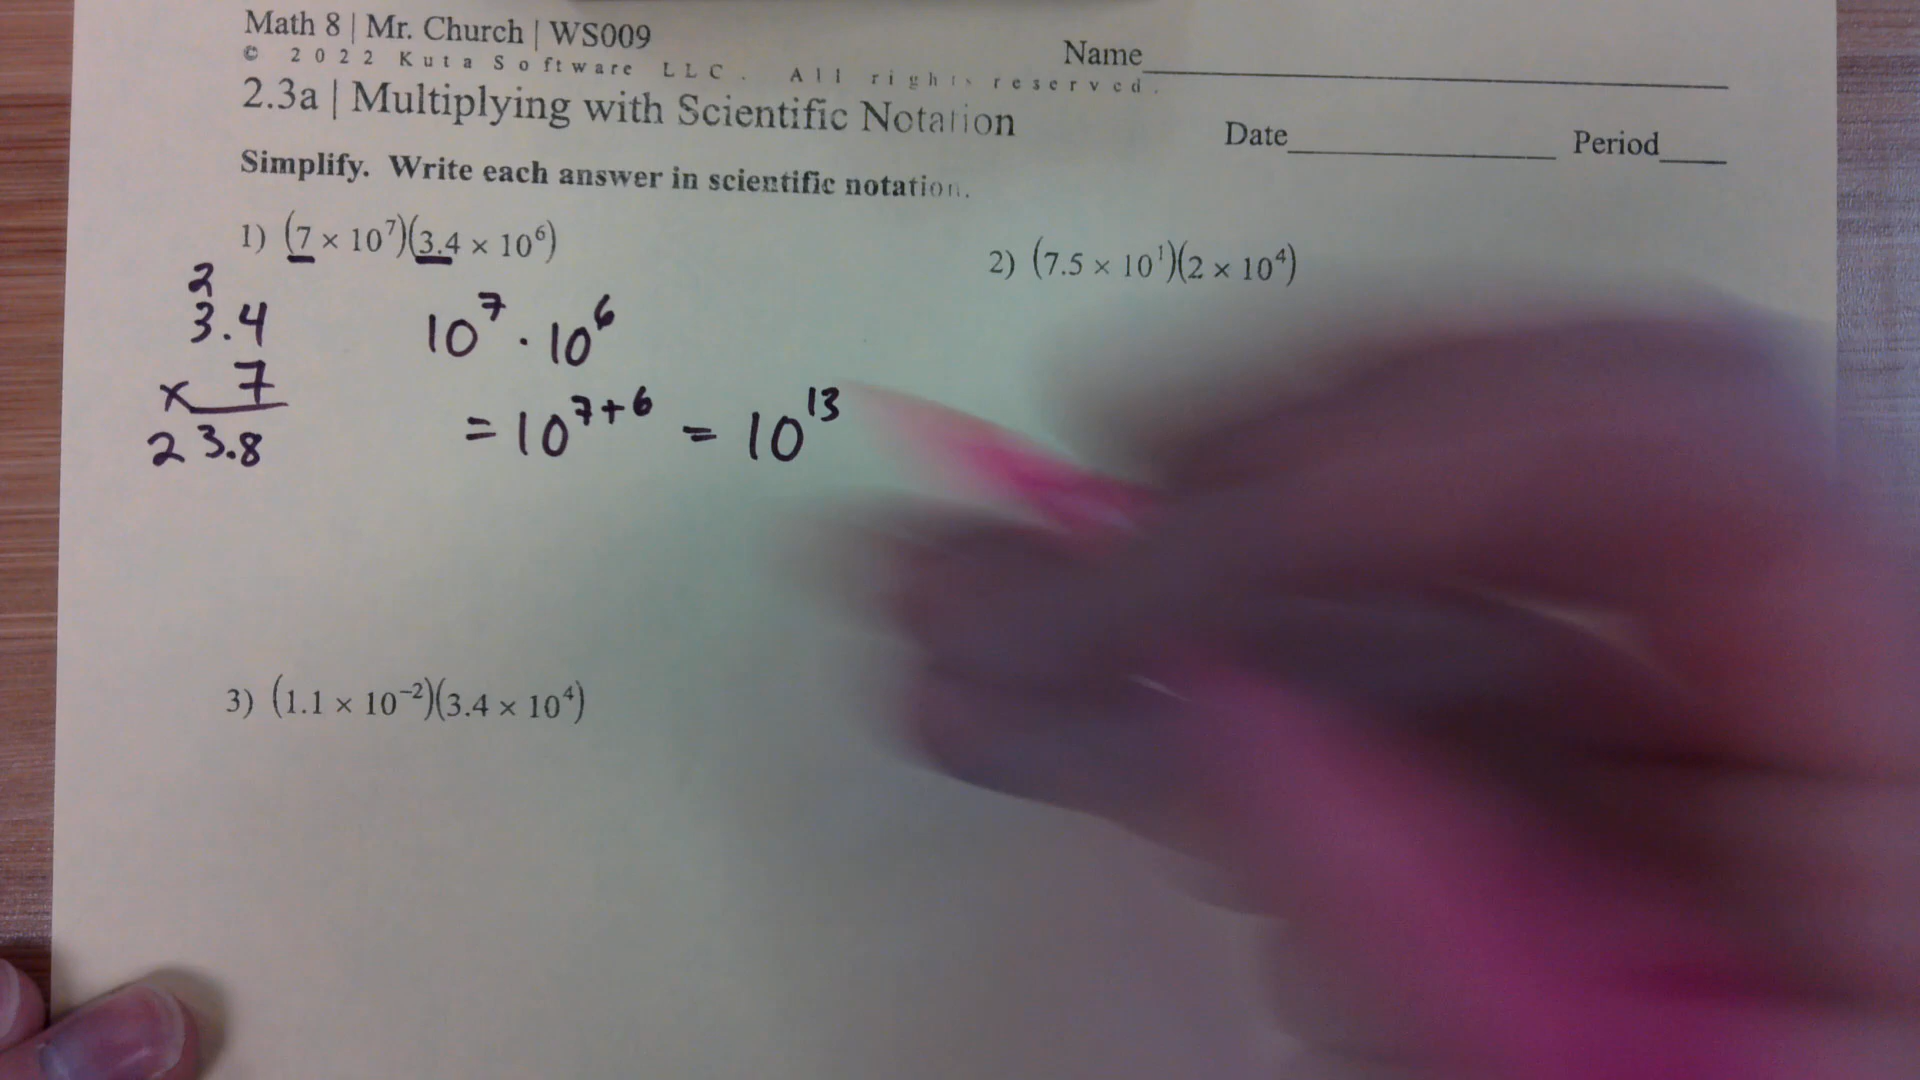 Math 8 | Mr. Church | WS009
Name
© 2022 Kuta Software LLC. All rights reserved.
2.3a | Multiplying with Scientific Notation
Date Period
Simplify. Write each answer in scientific notation.
1) (7 × 10⁷)(3.4 × 10⁶)
2) (7.5 × 10¹)(2 × 10⁴)
2
3.4
× 7
23.8
10⁷ · 10⁶
= 10⁷⁺⁶ = 10¹³
3) (1.1 × 10⁻²)(3.4 × 10⁴)